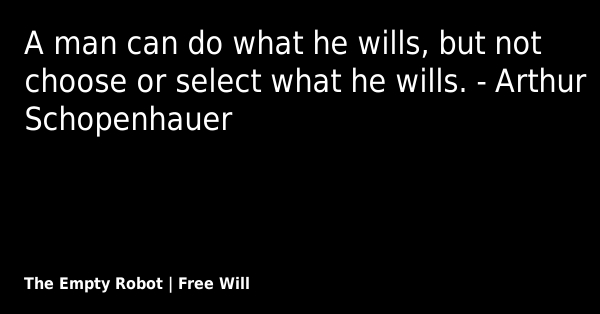 A man can do what he wills, but not
choose or select what he wills. - Arthur
Schopenhauer
The Empty Robot | Free Will